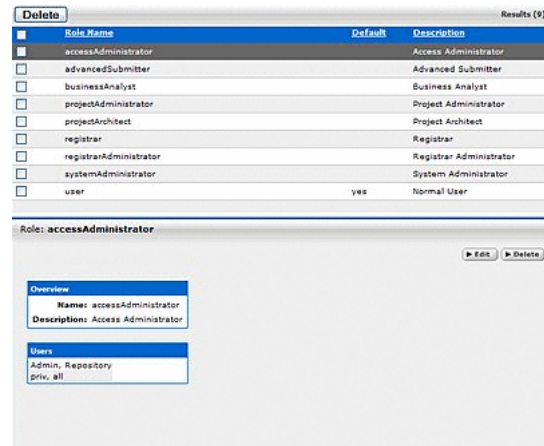 Delete Results (9)
Role Name Default Description
accessAdministrator Access Administrator
advancedSubmitter Advanced Submitter
businessAnalyst Business Analyst
projectAdministrator Project Administrator
projectArchitect Project Architect
registrar Registrar
registrarAdministrator Registrar Administrator
systemAdministrator System Administrator
user yes Normal User
Role: accessAdministrator
Edit Delete
Overview
Name: accessAdministrator
Description: Access Administrator
Users
Admin, Repository
priv, all